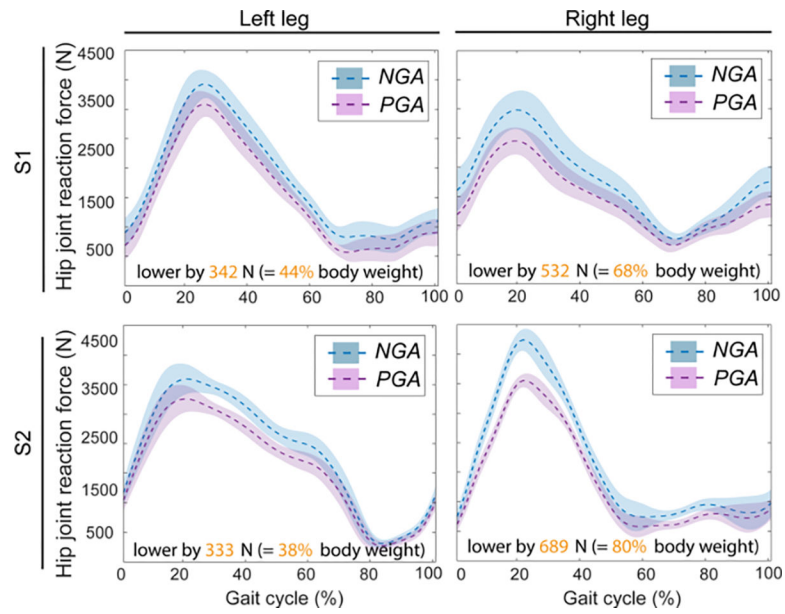 Left leg
Right leg
S1
Hip joint reaction force (N)
4500
3500
2500
1500
500
NGA
PGA
lower by 342 N (= 44% body weight)
0 20 40 60 80 100
NGA
PGA
lower by 532 N (= 68% body weight)
0 20 40 60 80 100
S2
Hip joint reaction force (N)
4500
3500
2500
1500
500
NGA
PGA
lower by 333 N (= 38% body weight)
0 20 40 60 80 100
Gait cycle (%)
NGA
PGA
lower by 689 N (= 80% body weight)
0 20 40 60 80 100
Gait cycle (%)